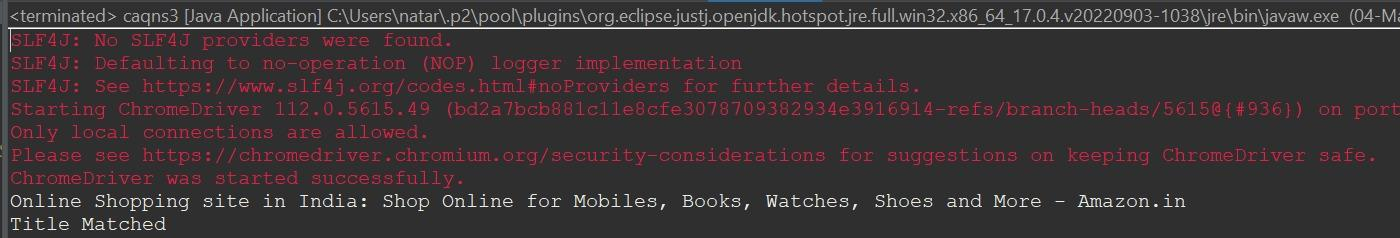 <terminated> caqns3 [Java Application] C:\Users\natar\.p2\pool\plugins\org.eclipse.justj.openjdk.hotspot.jre.full.win32.x86_64_17.0.4.v20220903-1038\jre\bin\javaw.exe (04-Ma
SLF4J: No SLF4J providers were found.
SLF4J: Defaulting to no-operation (NOP) logger implementation
SLF4J: See https://www.slf4j.org/codes.html#noProviders for further details.
Starting ChromeDriver 112.0.5615.49 (bd2a7bcb881c11e8cfe3078709382934e3916914-refs/branch-heads/5615@{#936}) on port
Only local connections are allowed.
Please see https://chromedriver.chromium.org/security-considerations for suggestions on keeping ChromeDriver safe.
ChromeDriver was started successfully.
Online Shopping site in India: Shop Online for Mobiles, Books, Watches, Shoes and More - Amazon.in
Title Matched